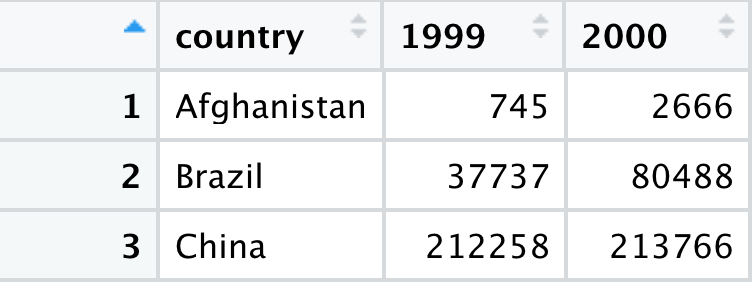 country 1999 2000
1 Afghanistan 745 2666
2 Brazil 37737 80488
3 China 212258 213766